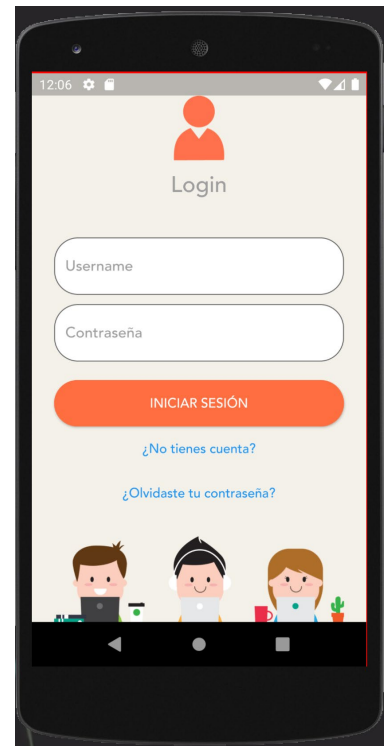 12:06
Login
Username
Contraseña
INICIAR SESIÓN
¿No tienes cuenta?
¿Olvidaste tu contraseña?